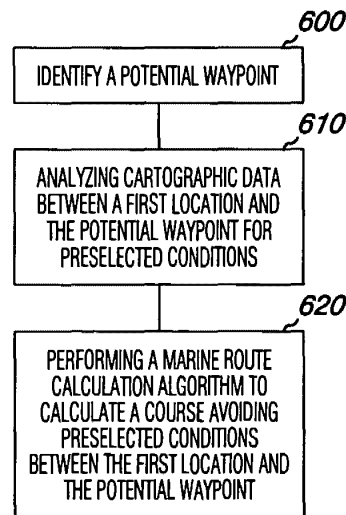 600
IDENTIFY A POTENTIAL WAYPOINT
610
ANALYZING CARTOGRAPHIC DATA
BETWEEN A FIRST LOCATION AND
THE POTENTIAL WAYPOINT FOR
PRESELECTED CONDITIONS
620
PERFORMING A MARINE ROUTE
CALCULATION ALGORITHM TO
CALCULATE A COURSE AVOIDING
PRESELECTED CONDITIONS
BETWEEN THE FIRST LOCATION AND
THE POTENTIAL WAYPOINT